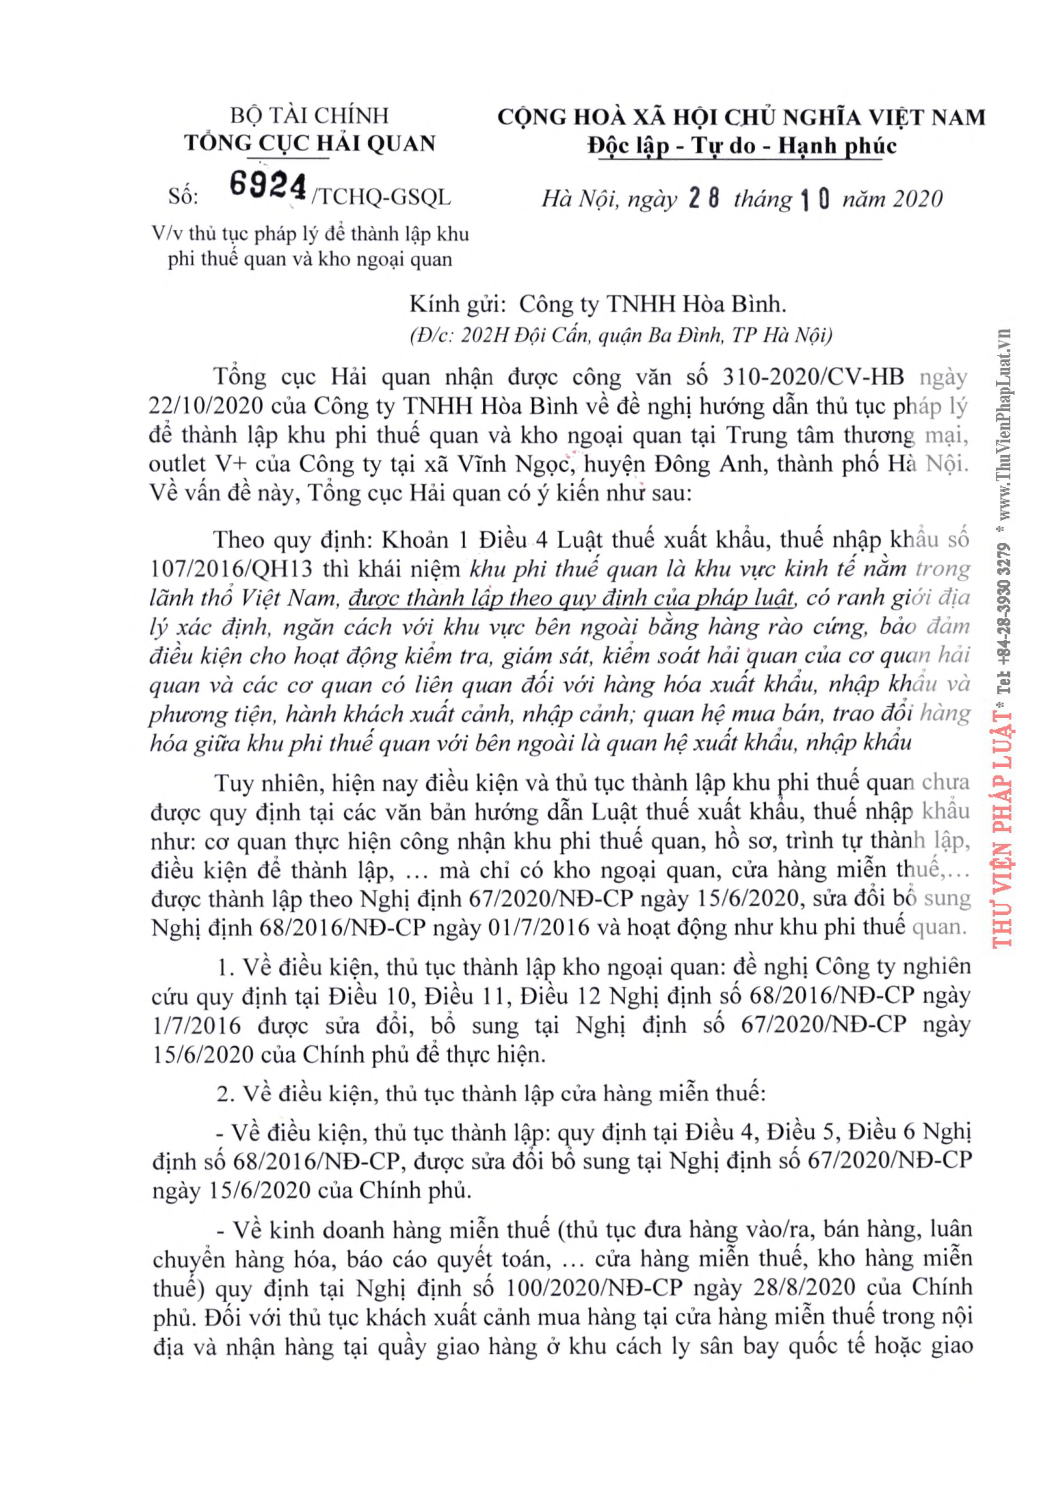 BỘ TÀI CHÍNH
TỔNG CỤC HẢI QUAN
CỘNG HOÀ XÃ HỘI CHỦ NGHĨA VIỆT NAM
Độc lập - Tự do - Hạnh phúc
Số: 6924/TCHQ-GSQL
Hà Nội, ngày 28 tháng 10 năm 2020
V/v thủ tục pháp lý để thành lập khu
phi thuế quan và kho ngoại quan
Kính gửi: Công ty TNHH Hòa Bình.
(Đ/c: 202H Đội Cấn, quận Ba Đình, TP Hà Nội)
Tổng cục Hải quan nhận được công văn số 310-2020/CV-HB ngày
22/10/2020 của Công ty TNHH Hòa Bình về đề nghị hướng dẫn thủ tục pháp lý
để thành lập khu phi thuế quan và kho ngoại quan tại Trung tâm thương mại,
outlet V+ của Công ty tại xã Vĩnh Ngọc, huyện Đông Anh, thành phố Hà Nội.
Về vấn đề này, Tổng cục Hải quan có ý kiến như sau:
Theo quy định: Khoản 1 Điều 4 Luật thuế xuất khẩu, thuế nhập khẩu số
107/2016/QH13 thì khái niệm khu phi thuế quan là khu vực kinh tế nằm trong
lãnh thổ Việt Nam, được thành lập theo quy định của pháp luật, có ranh giới địa
lý xác định, ngăn cách với khu vực bên ngoài bằng hàng rào cứng, bảo đảm
điều kiện cho hoạt động kiểm tra, giám sát, kiểm soát hải quan của cơ quan hải
quan và các cơ quan có liên quan đối với hàng hóa xuất khẩu, nhập khẩu và
phương tiện, hành khách xuất cảnh, nhập cảnh; quan hệ mua bán, trao đổi hàng
hóa giữa khu phi thuế quan với bên ngoài là quan hệ xuất khẩu, nhập khẩu
Tuy nhiên, hiện nay điều kiện và thủ tục thành lập khu phi thuế quan chưa
được quy định tại các văn bản hướng dẫn Luật thuế xuất khẩu, thuế nhập khẩu
như: cơ quan thực hiện công nhận khu phi thuế quan, hồ sơ, trình tự thành lập,
điều kiện để thành lập, ... mà chỉ có kho ngoại quan, cửa hàng miễn thuế,...
được thành lập theo Nghị định 67/2020/NĐ-CP ngày 15/6/2020, sửa đổi bổ sung
Nghị định 68/2016/NĐ-CP ngày 01/7/2016 và hoạt động như khu phi thuế quan.
1. Về điều kiện, thủ tục thành lập kho ngoại quan: đề nghị Công ty nghiên
cứu quy định tại Điều 10, Điều 11, Điều 12 Nghị định số 68/2016/NĐ-CP ngày
1/7/2016 được sửa đổi, bổ sung tại Nghị định số 67/2020/NĐ-CP ngày
15/6/2020 của Chính phủ để thực hiện.
2. Về điều kiện, thủ tục thành lập cửa hàng miễn thuế:
- Về điều kiện, thủ tục thành lập: quy định tại Điều 4, Điều 5, Điều 6 Nghị
định số 68/2016/NĐ-CP, được sửa đổi bổ sung tại Nghị định số 67/2020/NĐ-CP
ngày 15/6/2020 của Chính phủ.
- Về kinh doanh hàng miễn thuế (thủ tục đưa hàng vào/ra, bán hàng, luân
chuyển hàng hóa, báo cáo quyết toán, ... cửa hàng miễn thuế, kho hàng miễn
thuế) quy định tại Nghị định số 100/2020/NĐ-CP ngày 28/8/2020 của Chính
phủ. Đối với thủ tục khách xuất cảnh mua hàng tại cửa hàng miễn thuế trong nội
địa và nhận hàng tại quầy giao hàng ở khu cách ly sân bay quốc tế hoặc giao
THƯ VIỆN PHÁP LUẬT * Tel: +84-28-3930 3279 * www.ThuVienPhapLuat.vn